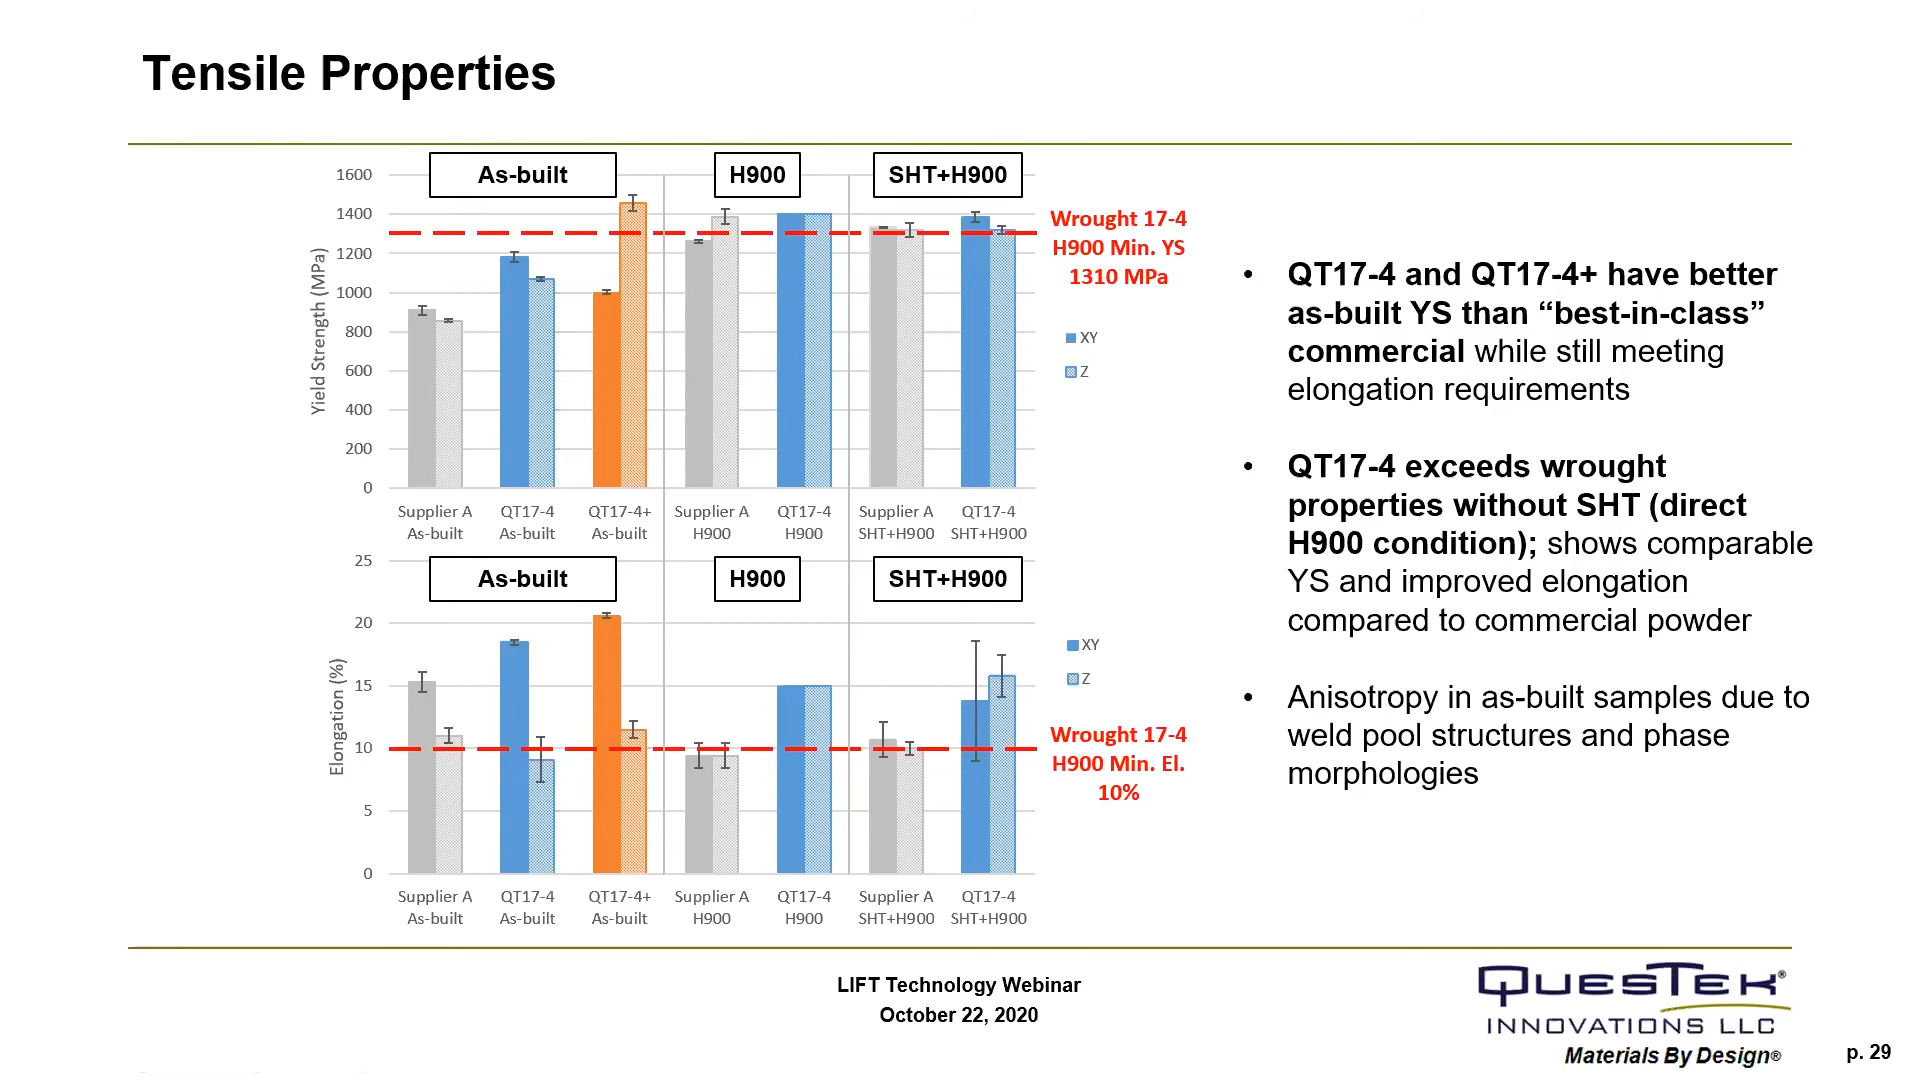 Tensile Properties
As-built
H900
SHT+H900
1600
1400
1200
1000
800
600
400
200
0
Yield Strength (MPa)
Wrought 17-4
H900 Min. YS
1310 MPa
XY
Z
Supplier A QT17-4 QT17-4+ Supplier A QT17-4 Supplier A QT17-4
As-built As-built As-built H900 H900 SHT+H900 SHT+H900
As-built
H900
SHT+H900
25
20
15
10
5
0
Elongation (%)
XY
Z
Wrought 17-4
H900 Min. El.
10%
Supplier A QT17-4 QT17-4+ Supplier A QT17-4 Supplier A QT17-4
As-built As-built As-built H900 H900 SHT+H900 SHT+H900
• QT17-4 and QT17-4+ have better
as-built YS than “best-in-class”
commercial while still meeting
elongation requirements
• QT17-4 exceeds wrought
properties without SHT (direct
H900 condition); shows comparable
YS and improved elongation
compared to commercial powder
• Anisotropy in as-built samples due to
weld pool structures and phase
morphologies
LIFT Technology Webinar
October 22, 2020
QUESTEK®
INNOVATIONS LLC
Materials By Design®
p. 29